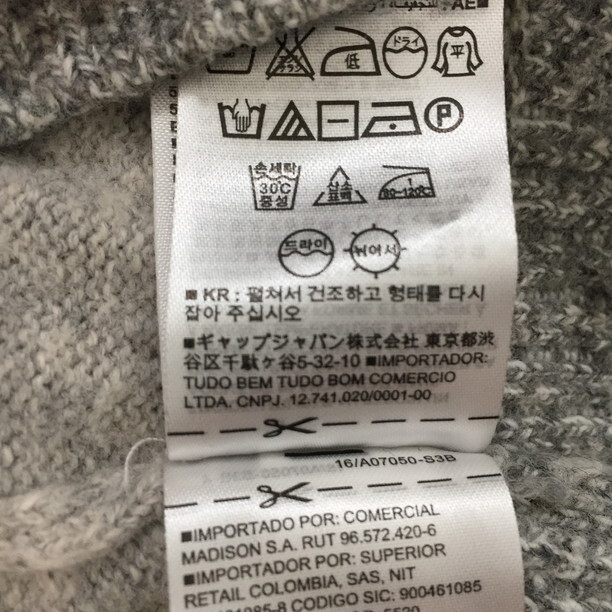 AE■
ドライ
低
平
손세탁
30℃
중성
산소
표백
80~120℃
드라이
뉘어서
■ KR : 펼쳐서 건조하고 형태를 다시
잡아 주십시오
■ギャップジャパン株式会社 東京都渋
谷区千駄ヶ谷5-32-10 ■IMPORTADOR:
TUDO BEM TUDO BOM COMERCIO
LTDA. CNPJ. 12.741.020/0001-00
16/A07050-S3B
■IMPORTADO POR: COMERCIAL
MADISON S.A. RUT 96.572.420-6
■IMPORTADOR POR: SUPERIOR
RETAIL COLOMBIA, SAS, NIT
CODIGO SIC: 900461085